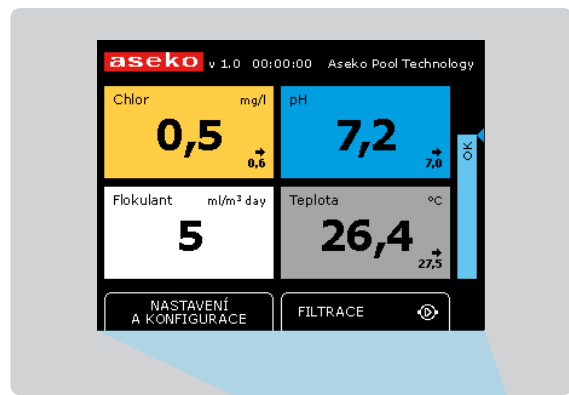 aseko v 1.0 00:00:00 Aseko Pool Technology
Chlor mg/l
0,5
0,6
pH
7,2
7,0
OK
Flokulant ml/m³ day
5
Teplota °C
26,4
27,5
NASTAVENÍ
A KONFIGURACE
FILTRACE